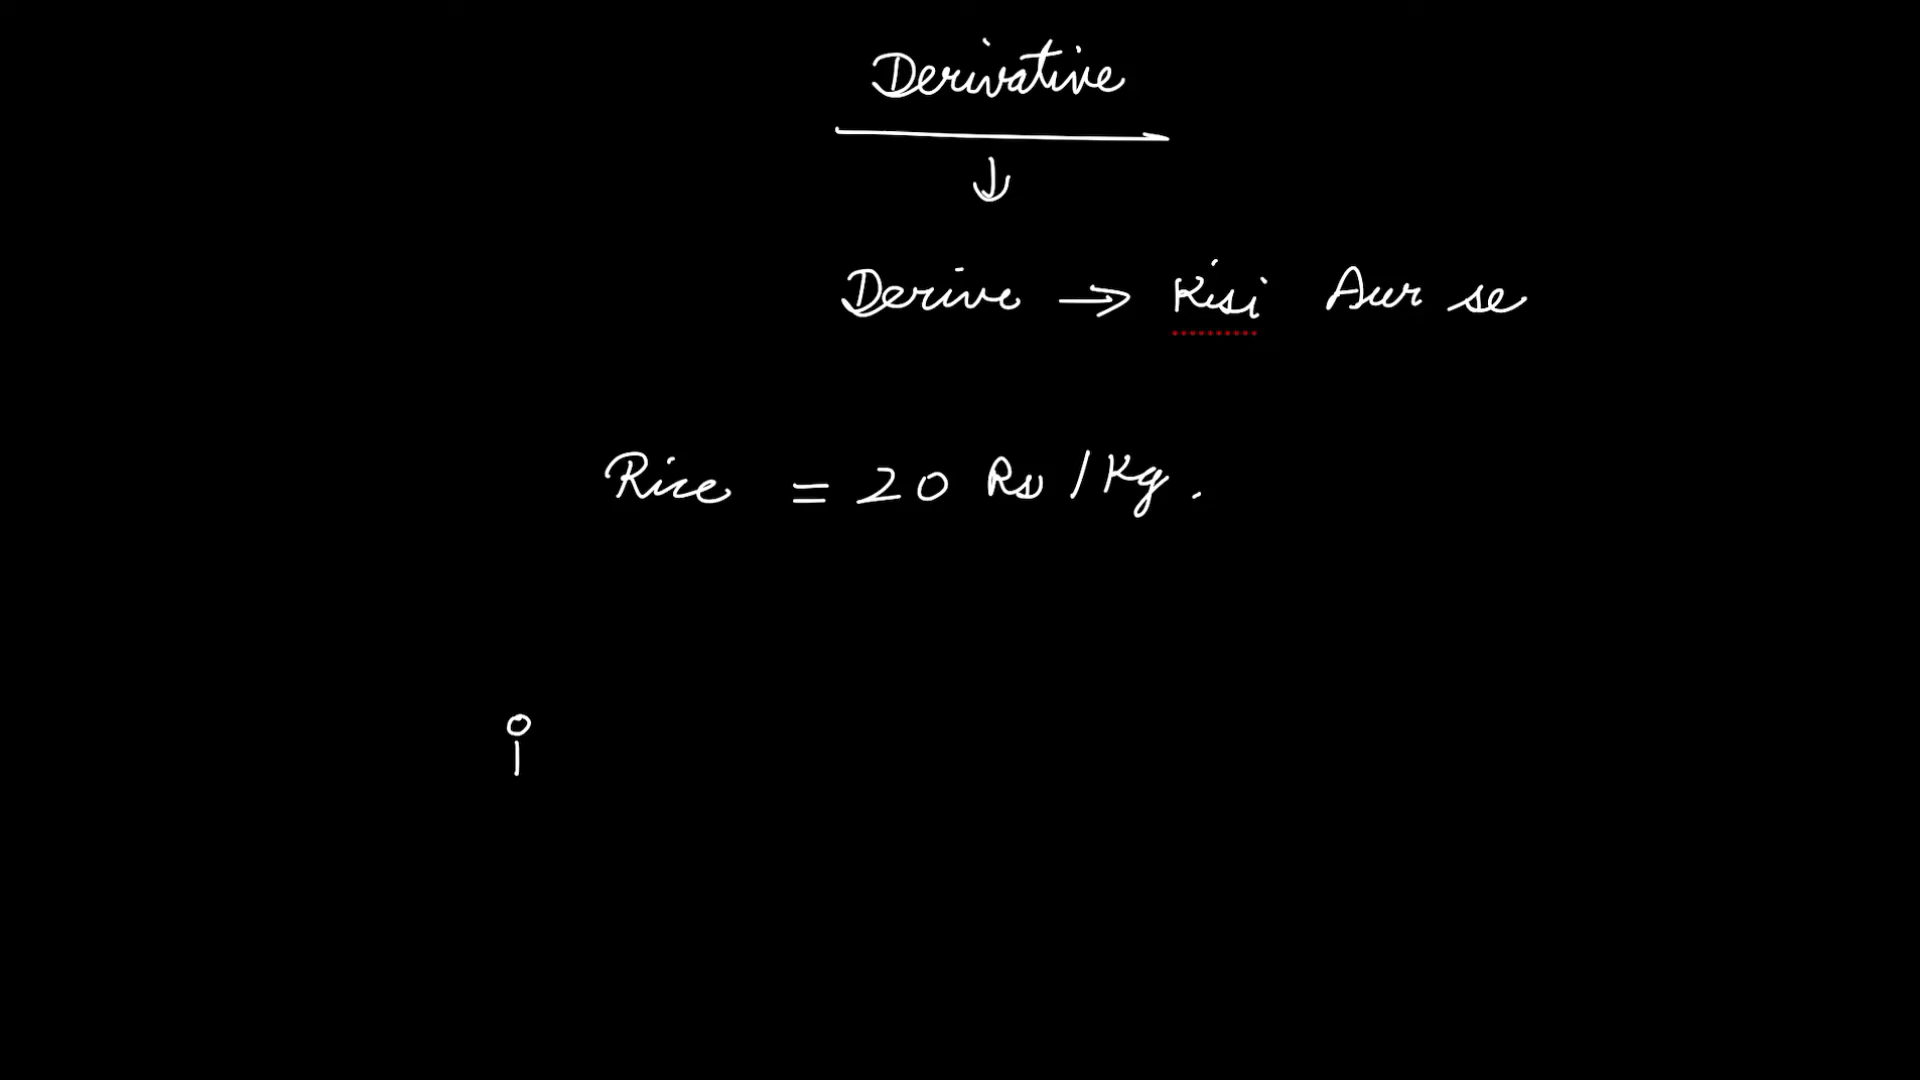 Derivative
Derive → Kisi Aur se
Rice = 20 Rs /Kg.